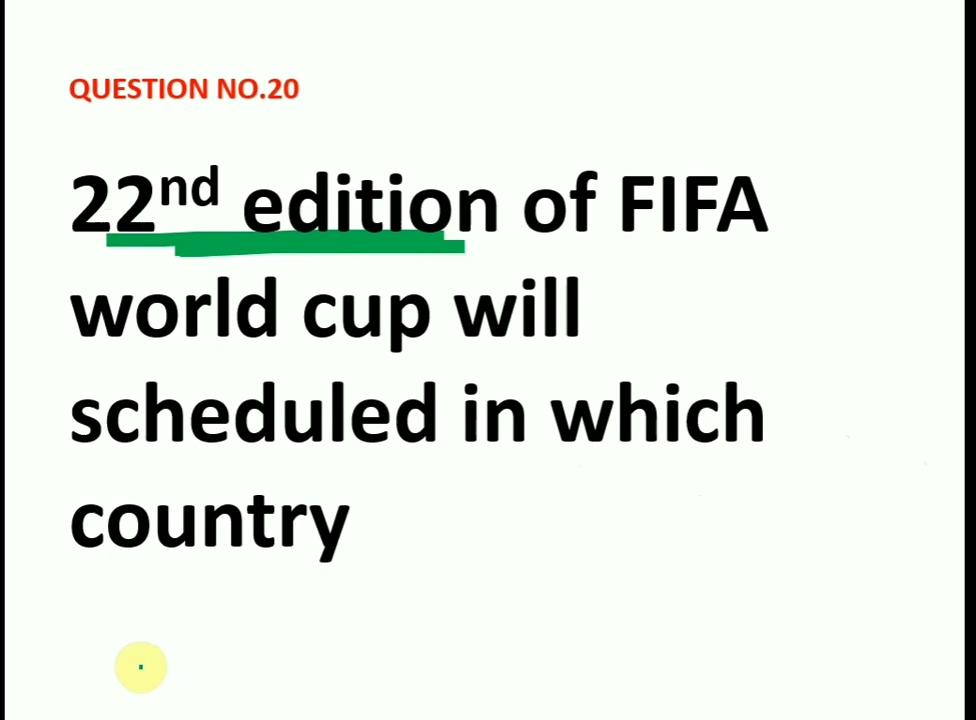 QUESTION NO.20
22nd edition of FIFA
world cup will
scheduled in which
country